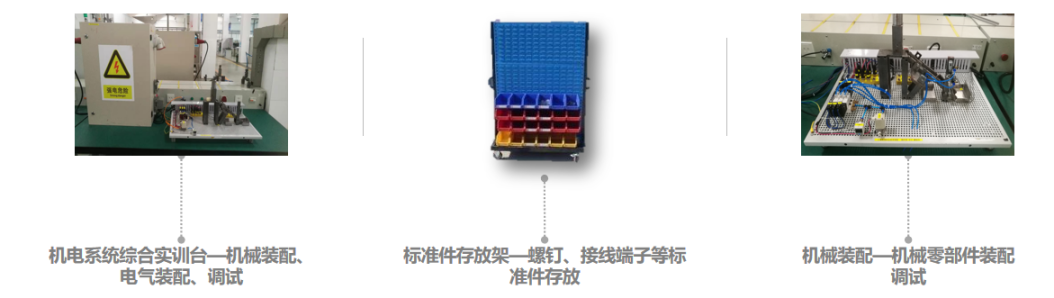 机电系统综合实训台—机械装配、
电气装配、调试
标准件存放架—螺钉、接线端子等标
准件存放
机械装配—机械零部件装配
调试